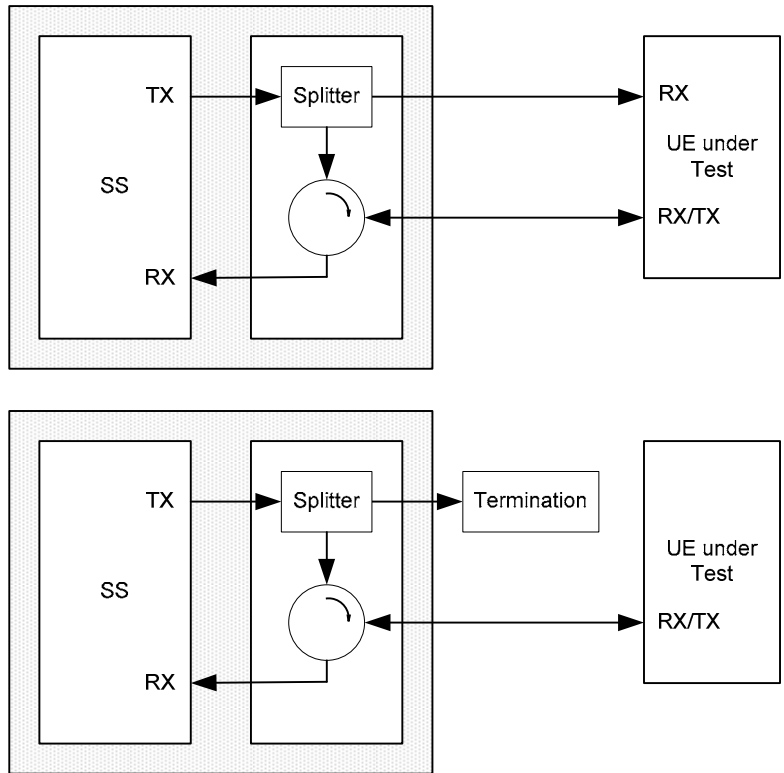 TX
Splitter
RX
SS
UE under
Test
RX/TX
RX
TX
Splitter
Termination
SS
UE under
Test
RX/TX
RX